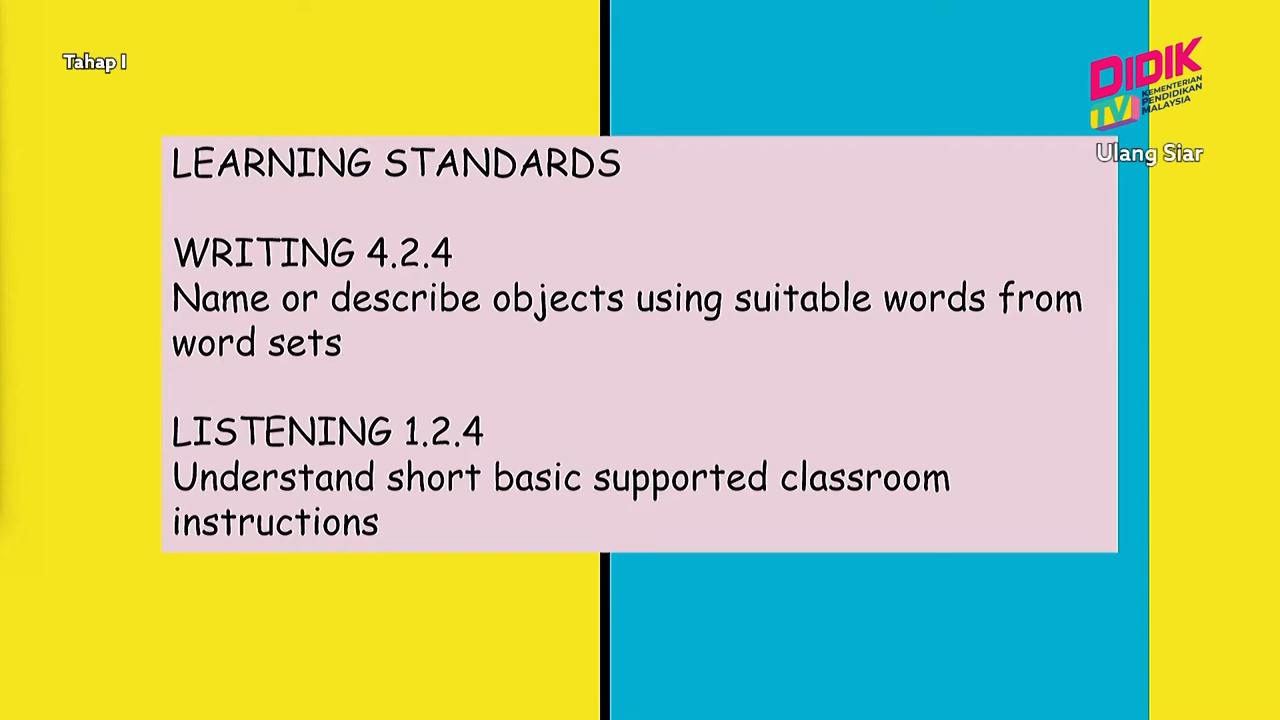 Tahap I
DIDIK
TV
KEMENTERIAN
PENDIDIKAN
MALAYSIA
Ulang Siar
LEARNING STANDARDS
WRITING 4.2.4
Name or describe objects using suitable words from
word sets
LISTENING 1.2.4
Understand short basic supported classroom
instructions